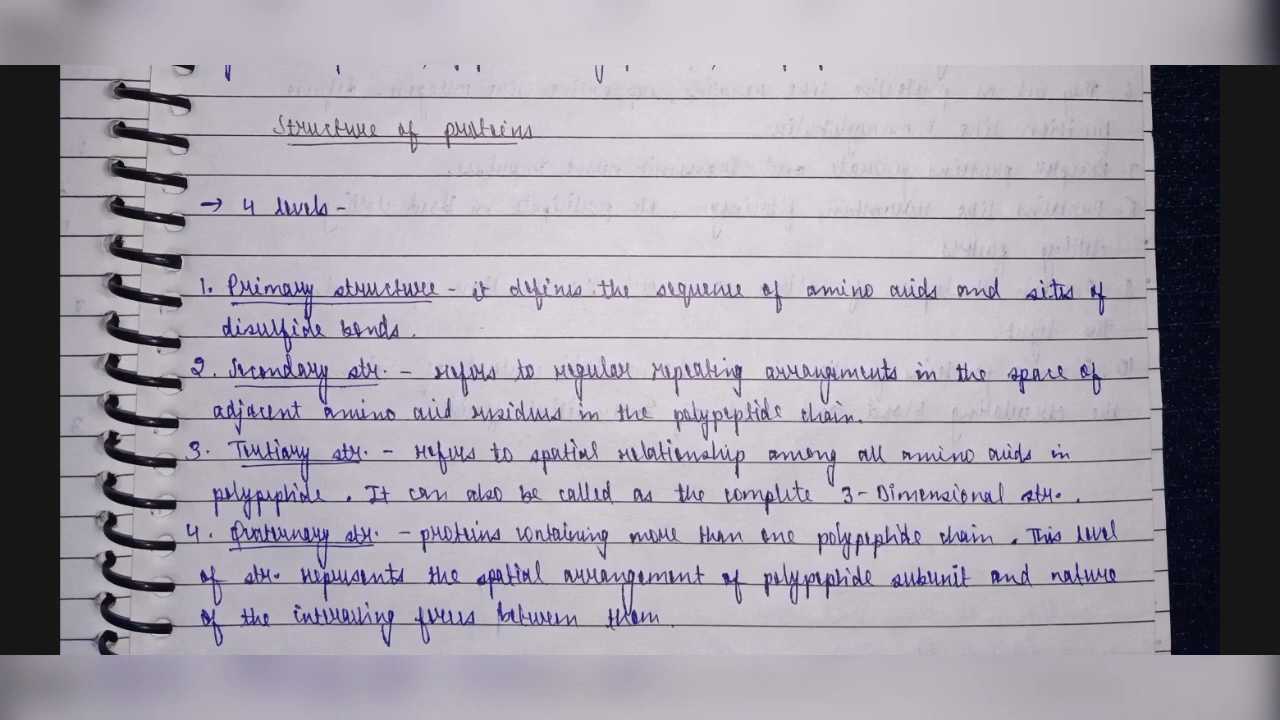 Structure of proteins
→ 4 levels -
1. Primary structure - it defines the sequence of amino acids and sites of
disulfide bonds.
2. Secondary str. - refers to regular repeating arrangements in the space of
adjacent amino acid residues in the polypeptide chain.
3. Tertiary str. - refers to spatial relationship among all amino acids in
polypeptide. It can also be called as the complete 3-Dimensional str.
4. Quaternary str. - proteins containing more than one polypeptide chain. This level
of str. represents the spatial arrangement of polypeptide subunit and nature
of the interacting forces between them.